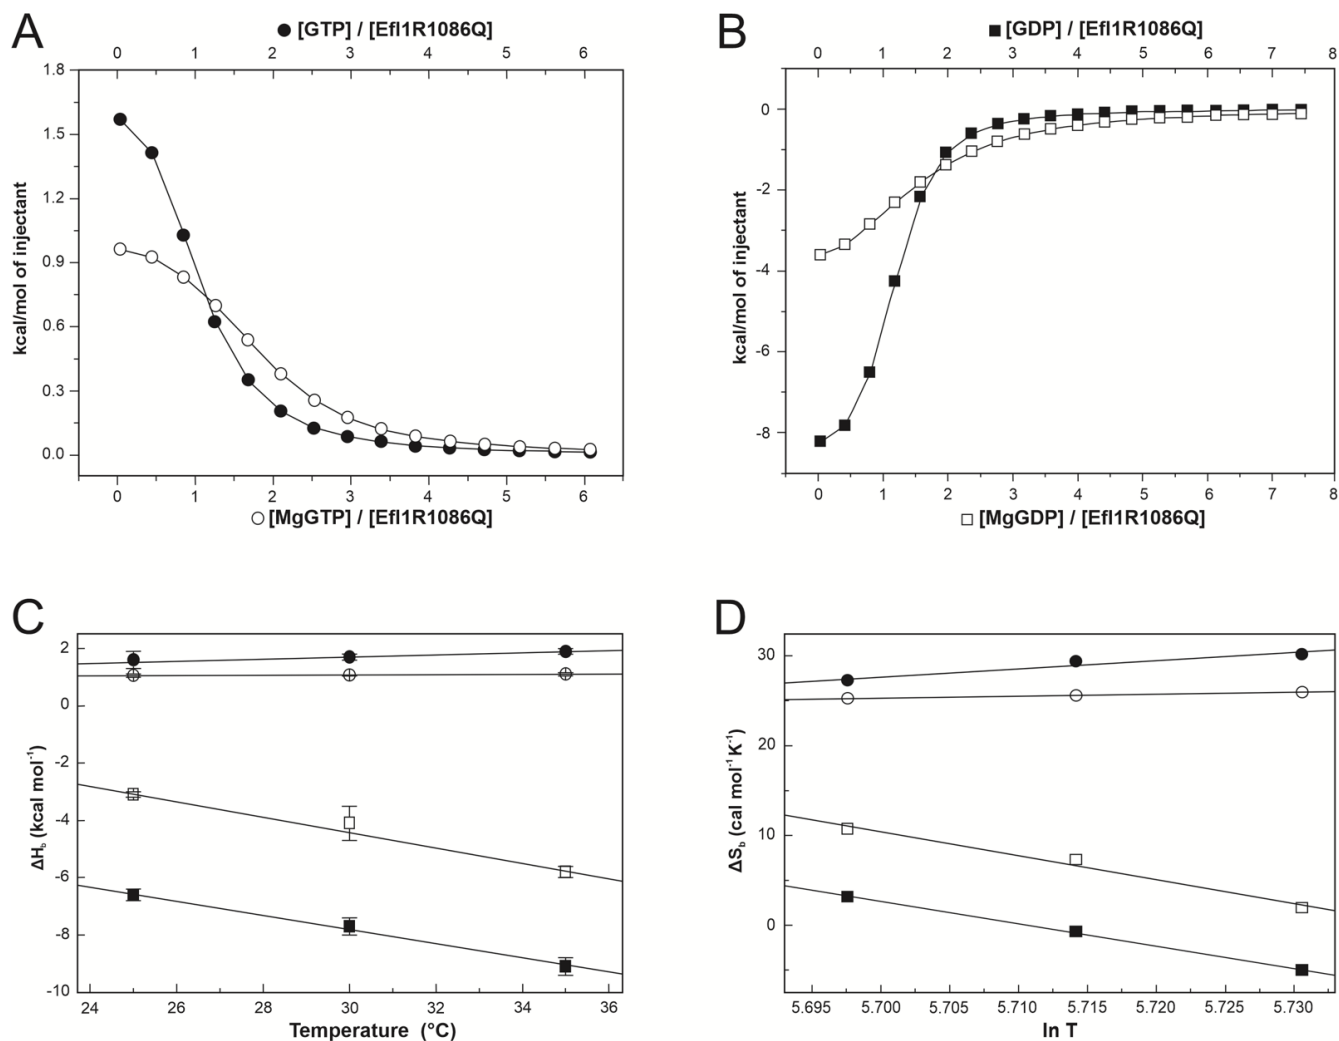 A
● [GTP] / [Efl1R1086Q]
0 1 2 3 4 5 6
1.8
1.5
1.2
0.9
0.6
0.3
0.0
kcal/mol of injectant
0 1 2 3 4 5 6
○ [MgGTP] / [Efl1R1086Q]
B
■ [GDP] / [Efl1R1086Q]
0 1 2 3 4 5 6 7 8
0
-2
-4
-6
-8
kcal/mol of injectant
0 1 2 3 4 5 6 7 8
□ [MgGDP] / [Efl1R1086Q]
C
2
0
-2
-4
-6
-8
-10
ΔHb (kcal mol⁻¹)
24 26 28 30 32 34 36
Temperature (°C)
D
30
20
10
0
ΔSb (cal mol⁻¹K⁻¹)
5.695 5.700 5.705 5.710 5.715 5.720 5.725 5.730
ln T